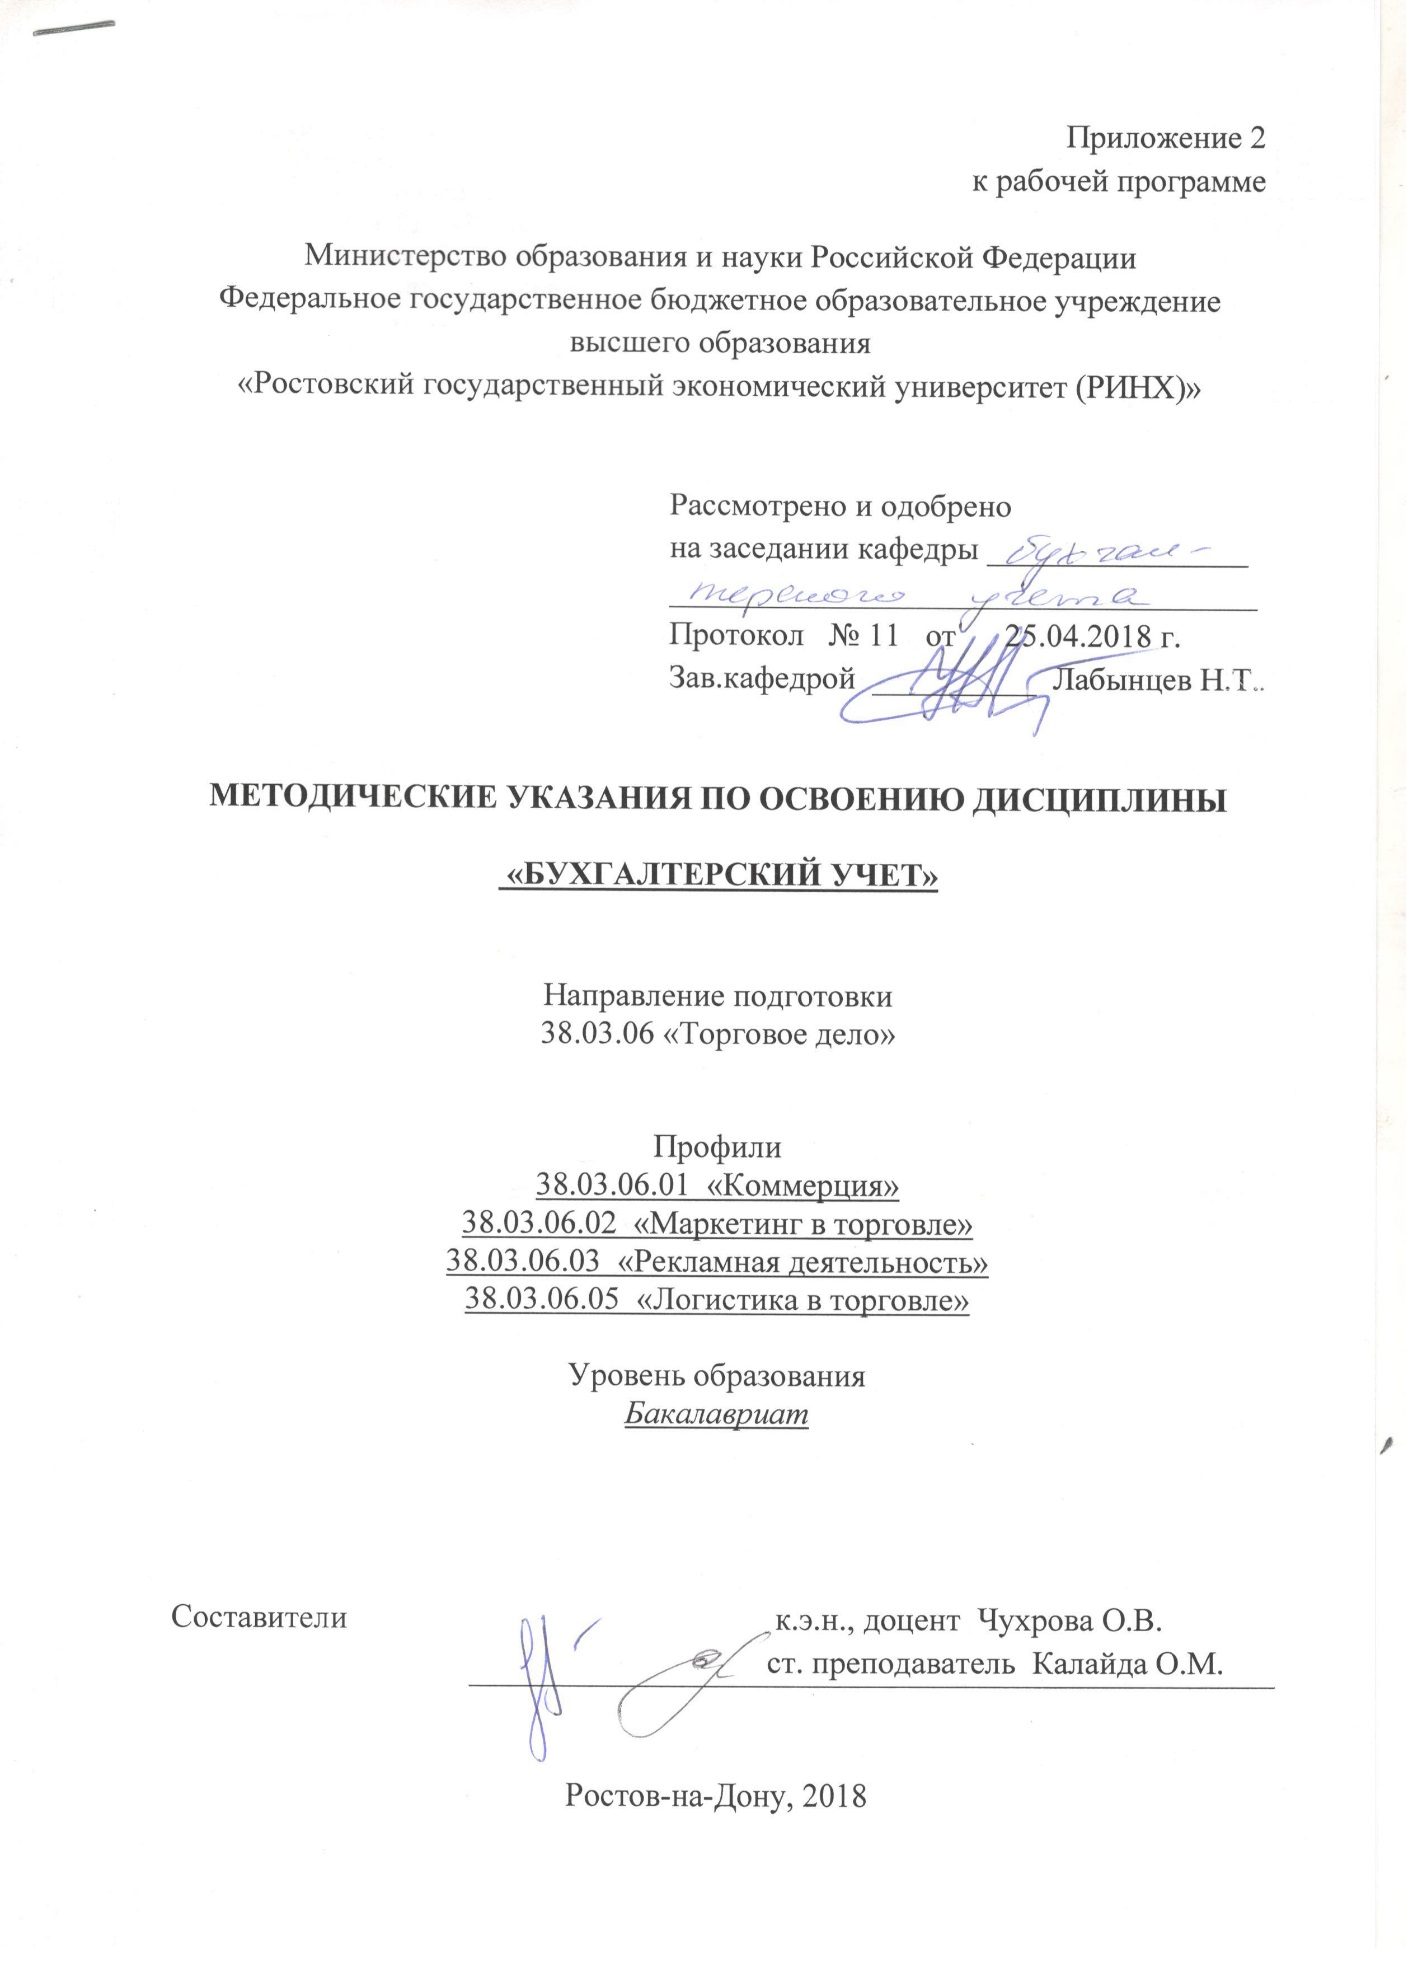 Приложение 2
к рабочей программе
Министерство образования и науки Российской Федерации
Федеральное государственное бюджетное образовательное учреждение
высшего образования
«Ростовский государственный экономический университет (РИНХ)»
Рассмотрено и одобрено
на заседании кафедры бухгал-
терского учета
Протокол № 11 от 25.04.2018 г.
Зав.кафедрой Лабынцев Н.Т..
МЕТОДИЧЕСКИЕ УКАЗАНИЯ ПО ОСВОЕНИЮ ДИСЦИПЛИНЫ
«БУХГАЛТЕРСКИЙ УЧЕТ»
Направление подготовки
38.03.06 «Торговое дело»
Профили
38.03.06.01 «Коммерция»
38.03.06.02 «Маркетинг в торговле»
38.03.06.03 «Рекламная деятельность»
38.03.06.05 «Логистика в торговле»
Уровень образования
Бакалавриат
Составители к.э.н., доцент Чухрова О.В.
ст. преподаватель Калайда О.М.
Ростов-на-Дону, 2018